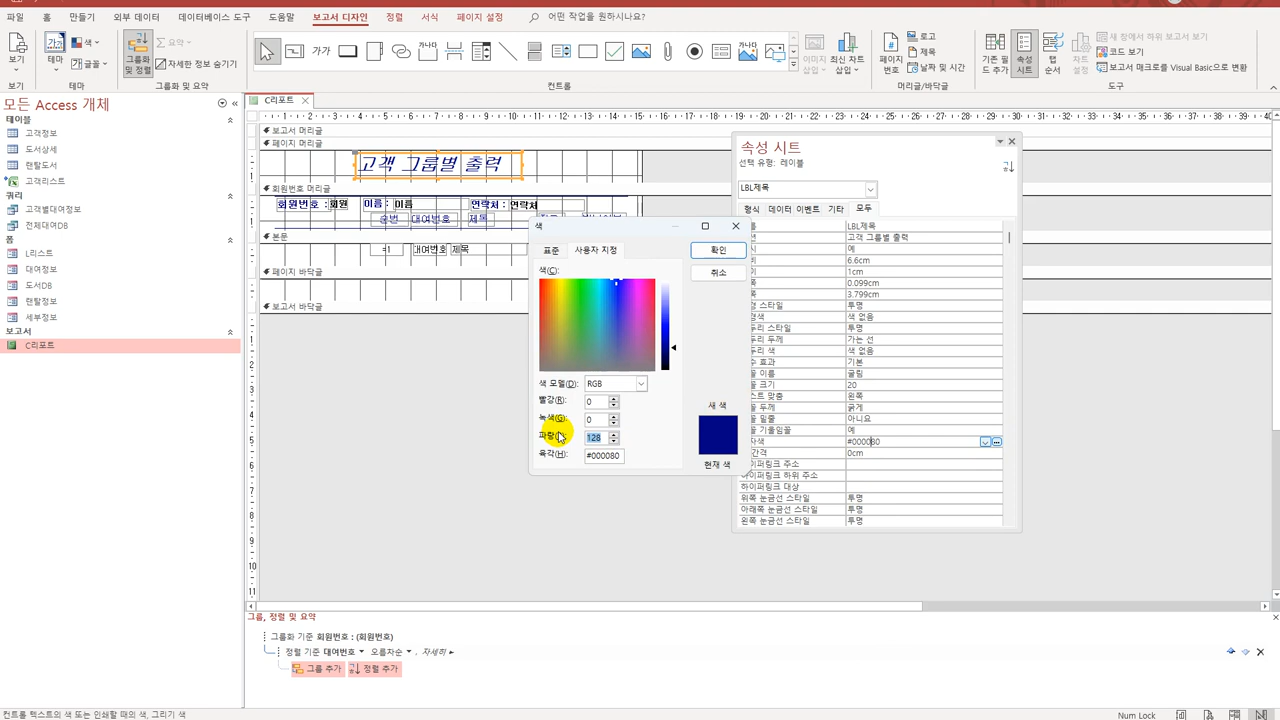 파일 홈 만들기 외부 데이터 데이터베이스 도구 도움말 보고서 디자인 정렬 서식 페이지 설정 어떤 작업을 원하시나요?
보기 테마 색 글꼴 그룹화 및 정렬 요약 자세한 정보 숨기기
가가 가나다
이미지 삽입 최신 차트 삽입 페이지 번호 로고 제목 날짜 및 시간
기존 필드 추가 속성 시트 탭 순서 차트 설정
새 창에서 하위 보고서 보기
코드 보기
보고서 매크로를 Visual Basic으로 변환
보기 테마 그룹화 및 요약 컨트롤 머리글/바닥글 도구
모든 Access 개체
테이블
고객정보
도서상세
렌탈도서
고객리스트
쿼리
고객별대여정보
전체대여DB
폼
L리스트
대여정보
도서DB
렌탈정보
세부정보
보고서
C리포트
C리포트
보고서 머리글
페이지 머리글
고객 그룹별 출력
회원번호 머리글
회원번호 : 회원 이름 : 이름 연락처 : 연락처
순번 대여번호 제목
본문
=1 대여번호 제목
페이지 바닥글
보고서 바닥글
색
표준 사용자 지정
확인
취소
색(C):
색 모델(D): RGB
빨강(R): 0
녹색(G): 0
128
육각(H): #000080
새 색
현재 색
속성 시트
선택 유형: 레이블
LBL제목
형식 데이터 이벤트 기타 모두
LBL제목
고객 그룹별 출력
예
6.6cm
1cm
0.099cm
3.799cm
투명
색 없음
투명
가는 선
색 없음
기본
굴림
20
왼쪽
굵게
아니요
예
#000080
0cm
하위 주소
대상
위쪽 눈금선 스타일 투명
아래쪽 눈금선 스타일 투명
왼쪽 눈금선 스타일 투명
그룹, 정렬 및 요약
그룹화 기준 회원번호 : (회원번호)
정렬 기준 대여번호 오름차순 , 자세히
그룹 추가 정렬 추가
컨트롤 텍스트의 색 또는 인쇄할 때의 색, 그리기 색 Num Lock